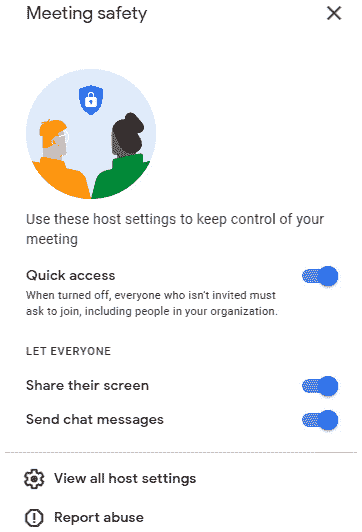 Meeting safety
Use these host settings to keep control of your
meeting
Quick access
When turned off, everyone who isn't invited must
ask to join, including people in your organization.
LET EVERYONE
Share their screen
Send chat messages
View all host settings
Report abuse